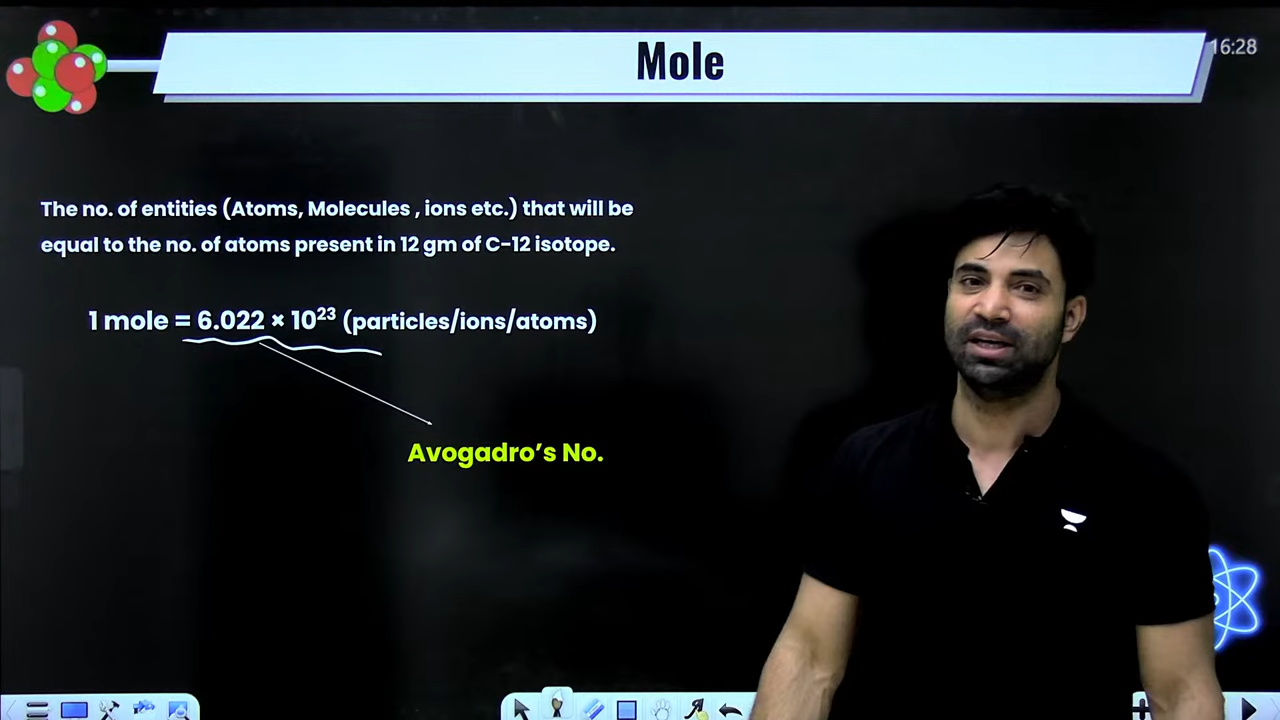 Mole
16:28
The no. of entities (Atoms, Molecules , ions etc.) that will be
equal to the no. of atoms present in 12 gm of C-12 isotope.
1 mole = 6.022 × 10²³ (particles/ions/atoms)
Avogadro’s No.